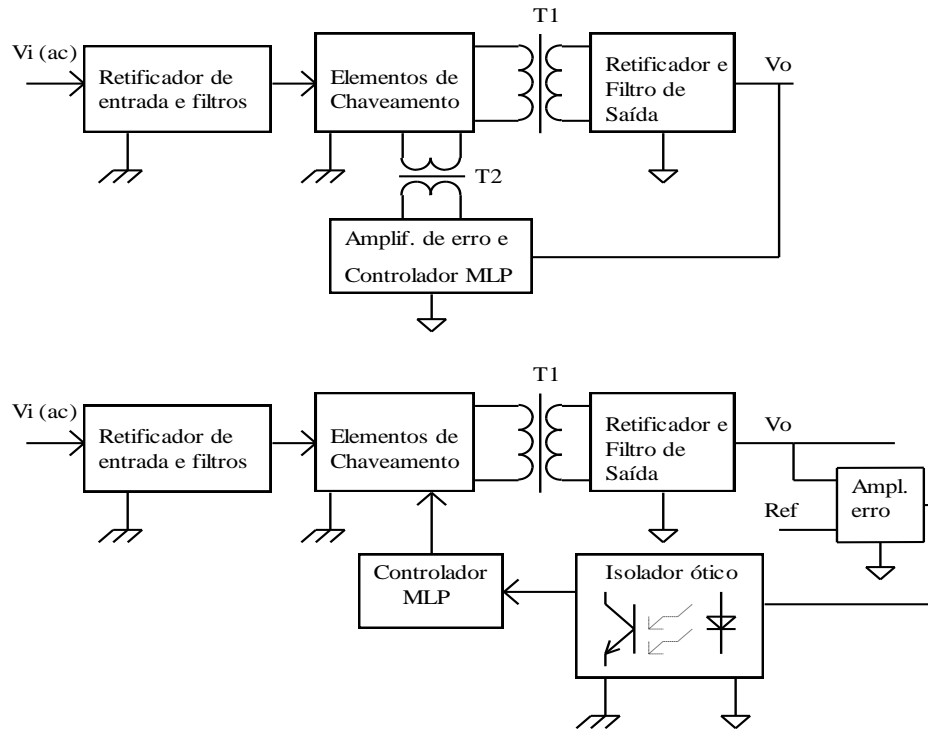 T1
Vi (ac)
Retificador de
entrada e filtros
Elementos de
Chaveamento
Retificador e
Filtro de
Saída
Vo
T2
Amplif. de erro e
Controlador MLP
T1
Vi (ac)
Retificador de
entrada e filtros
Elementos de
Chaveamento
Retificador e
Filtro de
Saída
Vo
Ref
Ampl.
erro
Controlador
MLP
Isolador ótico